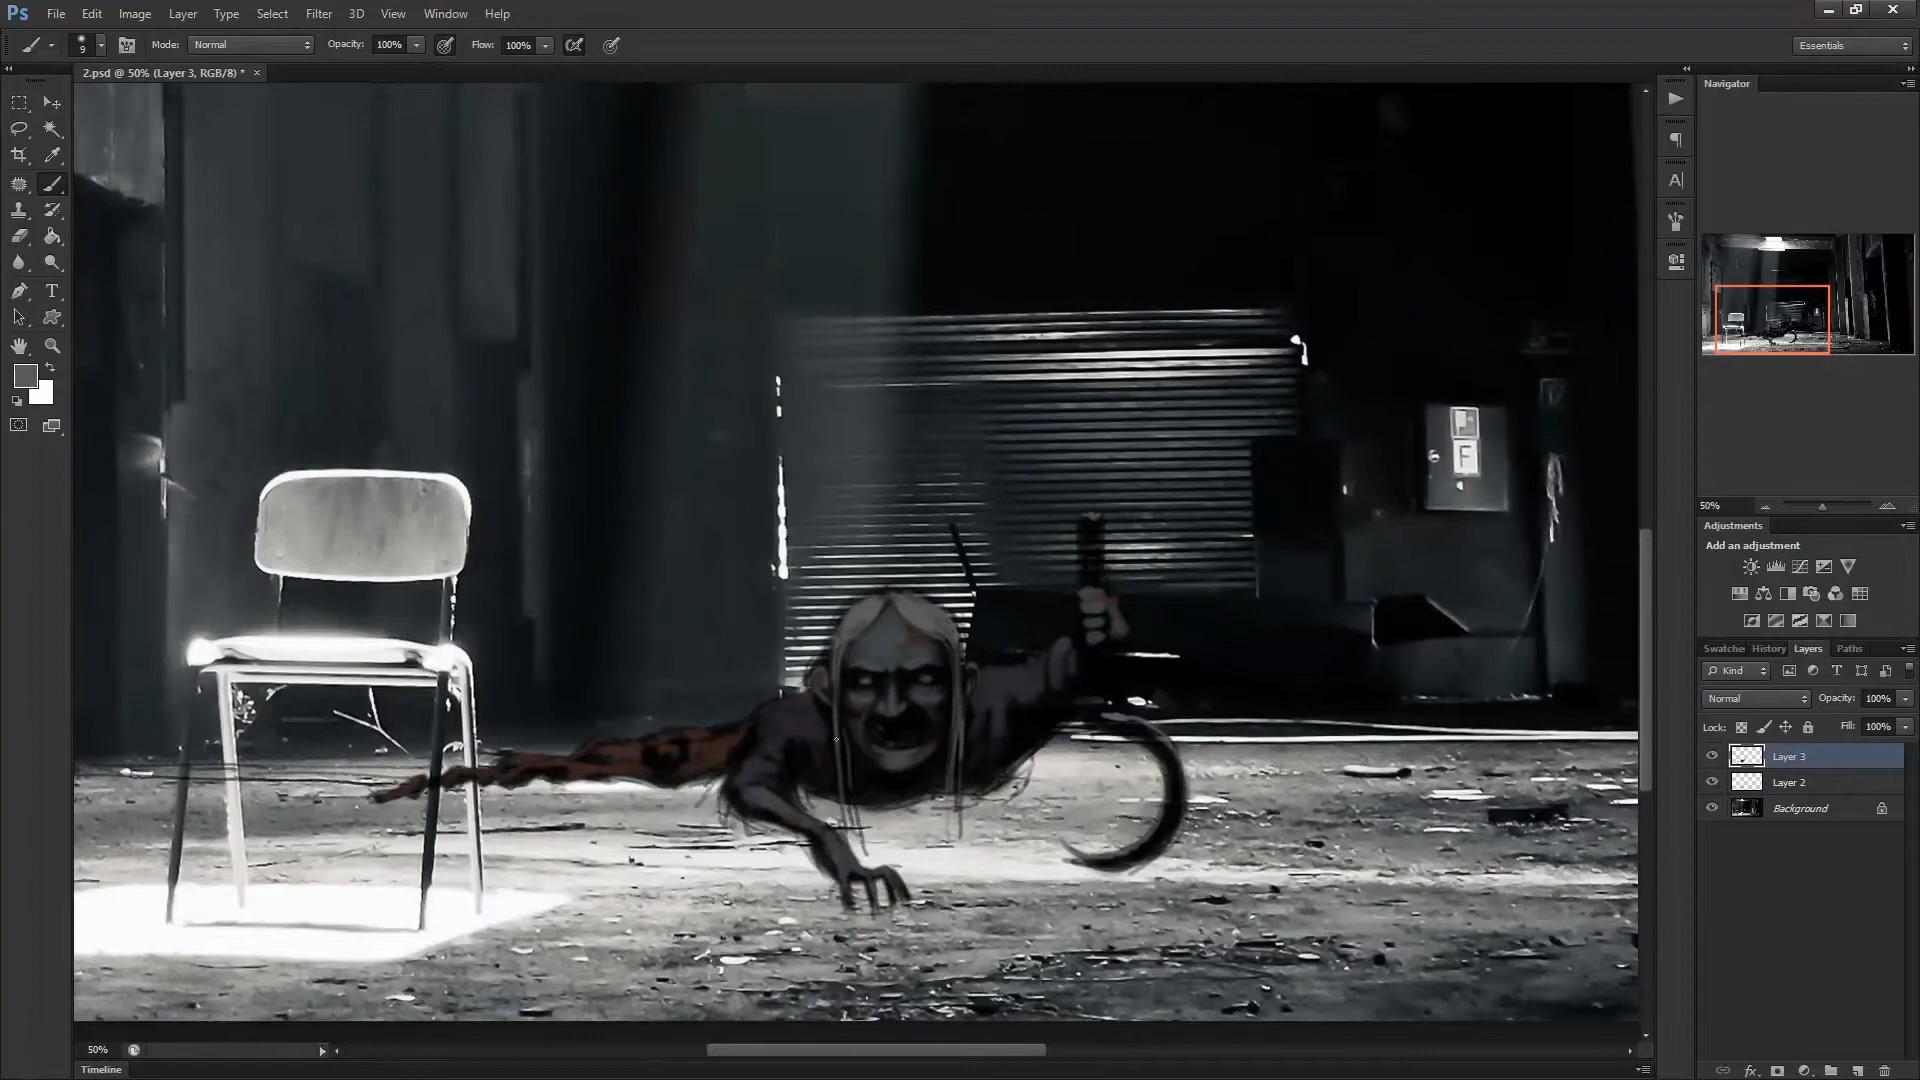 Ps File Edit Image Layer Type Select Filter 3D View Window Help
9 Mode: Normal Opacity: 100% Flow: 100% Essentials
2.psd @ 50% (Layer 3, RGB/8) * ×
Navigator
50%
Adjustments
Add an adjustment
Swatche History Layers Paths
Kind
Normal Opacity: 100%
Lock: Fill: 100%
Layer 3
Layer 2
Background
F
50%
Timeline